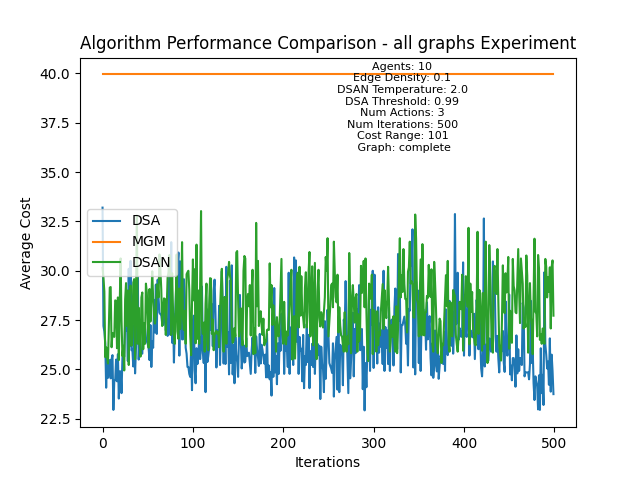 Algorithm Performance Comparison - all graphs Experiment
Agents: 10
Edge Density: 0.1
DSAN Temperature: 2.0
DSA Threshold: 0.99
Num Actions: 3
Num Iterations: 500
Cost Range: 101
Graph: complete
40.0
37.5
35.0
32.5
30.0
27.5
25.0
22.5
Average Cost
DSA
MGM
DSAN
0
100
200
300
400
500
Iterations